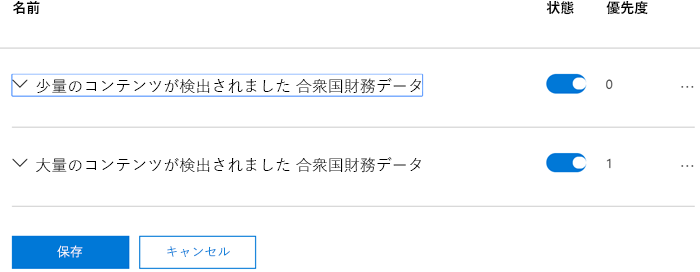 名前 状態 優先度
少量のコンテンツが検出されました 合衆国財務データ 0 ...
大量のコンテンツが検出されました 合衆国財務データ 1 ...
保存 キャンセル